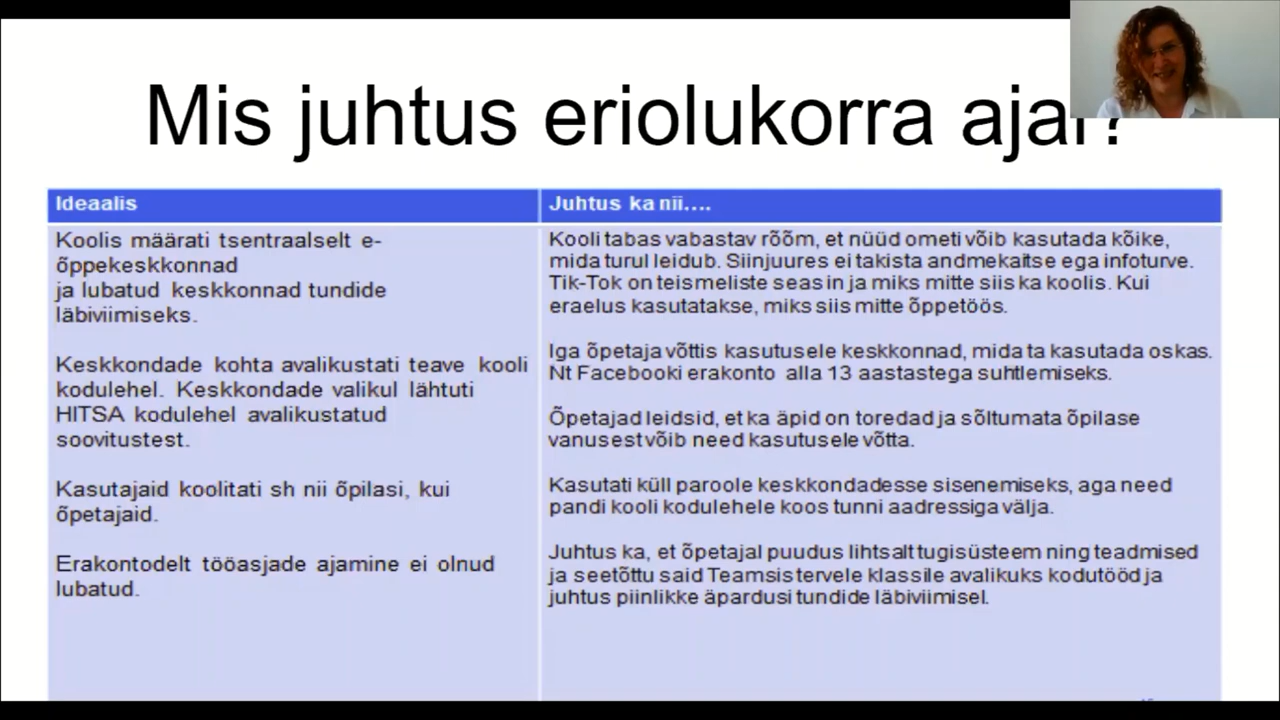 Mis juhtus eriolukorra ajal?
Ideaalis
Koolis määrati tsentraalselt e-
õppekeskkonnad
ja lubatud keskkonnad tundide
läbiviimiseks.
Keskkondade kohta avalikustati teave kooli
kodulehel. Keskkondade valikul lähtuti
HITSA kodulehel avalikustatud
soovitustest.
Kasutajaid koolitati sh nii õpilasi, kui
õpetajaid.
Erakontodelt tööasjade ajamine ei olnud
lubatud.
Juhtus ka nii....
Kooli tabas vabastav rõõm, et nüüd ometi võib kasutada kõike,
mida turul leidub. Siinjuures ei takista andmekaitse ega infoturve.
Tik-Tok on teismeliste seas in ja miks mitte siis ka koolis. Kui
eraelus kasutatakse, miks siis mitte õppetöös.
Iga õpetaja võttis kasutusele keskkonnad, mida ta kasutada oskas.
Nt Facebooki erakonto alla 13 aastastega suhtlemiseks.
Õpetajad leidsid, et ka äpid on toredad ja sõltumata õpilase
vanusest võib need kasutusele võtta.
Kasutati küll paroole keskkondadesse sisenemiseks, aga need
pandi kooli kodulehele koos tunni aadressiga välja.
Juhtus ka, et õpetajal puudus lihtsalt tugisüsteem ning teadmised
ja seetõttu said Teamsis tervele klassile avalikuks kodutööd ja
juhtus piinlikke äpardusi tundide läbiviimisel.